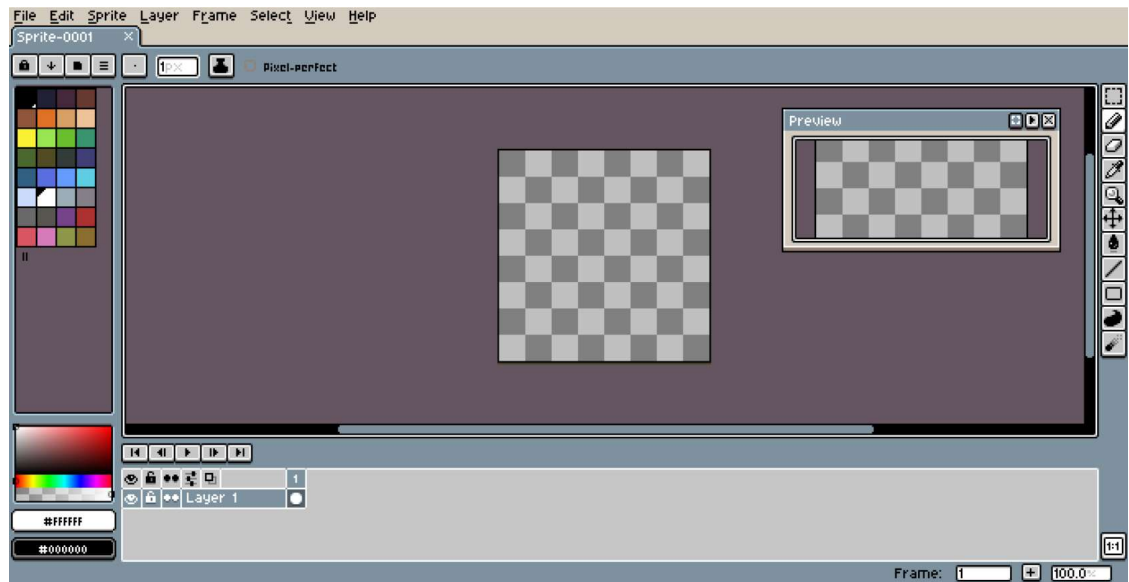 File Edit Sprite Layer Frame Select View Help
Sprite-0001
1px Pixel-perfect
Preview
1
Layer 1
#FFFFFF
#000000
1:1
Frame: 1 + 100.0%